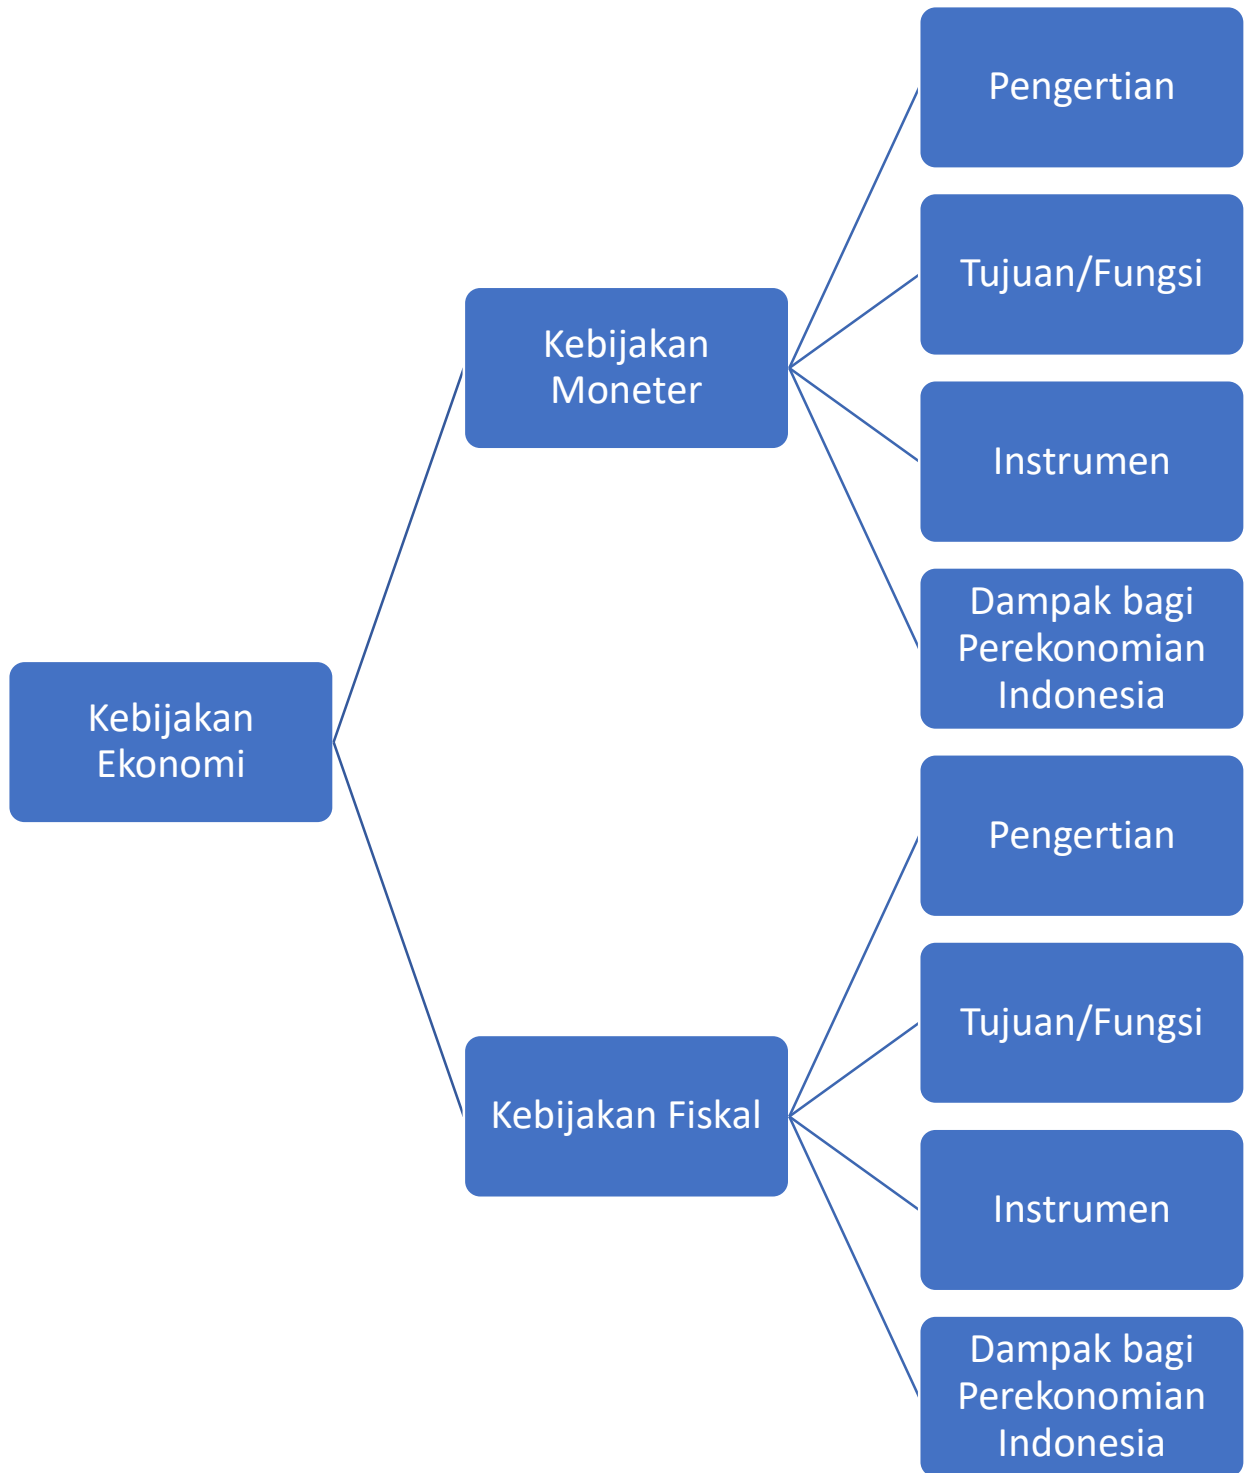 Kebijakan
Ekonomi
Kebijakan
Moneter
Pengertian
Tujuan/Fungsi
Instrumen
Dampak bagi
Perekonomian
Indonesia
Kebijakan Fiskal
Pengertian
Tujuan/Fungsi
Instrumen
Dampak bagi
Perekonomian
Indonesia